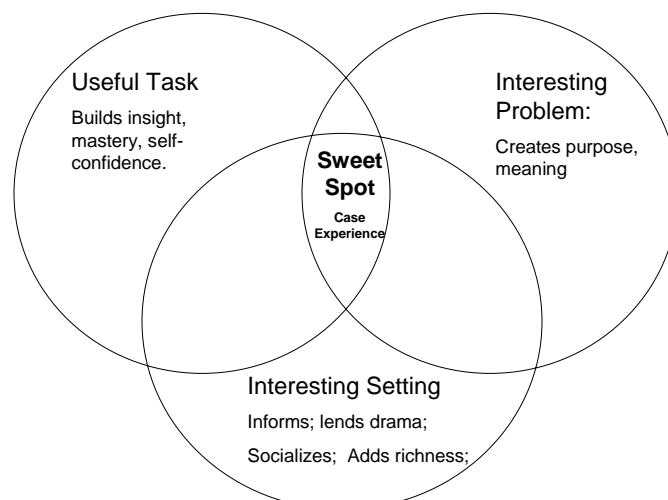 Useful Task
Builds insight,
mastery, self-
confidence.
Interesting
Problem:
Creates purpose,
meaning
Sweet
Spot
Case
Experience
Interesting Setting
Informs; lends drama;
Socializes;  Adds richness;